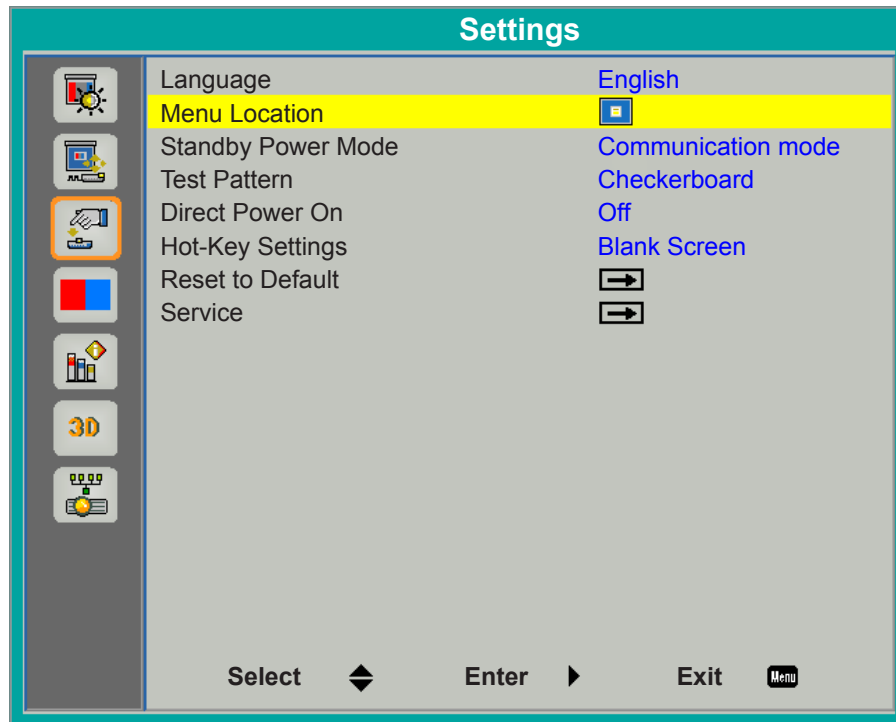 Settings
Language English
Menu Location
Standby Power Mode Communication mode
Test Pattern Checkerboard
Direct Power On Off
Hot-Key Settings Blank Screen
Reset to Default
Service
3D
Select Enter Exit Menu